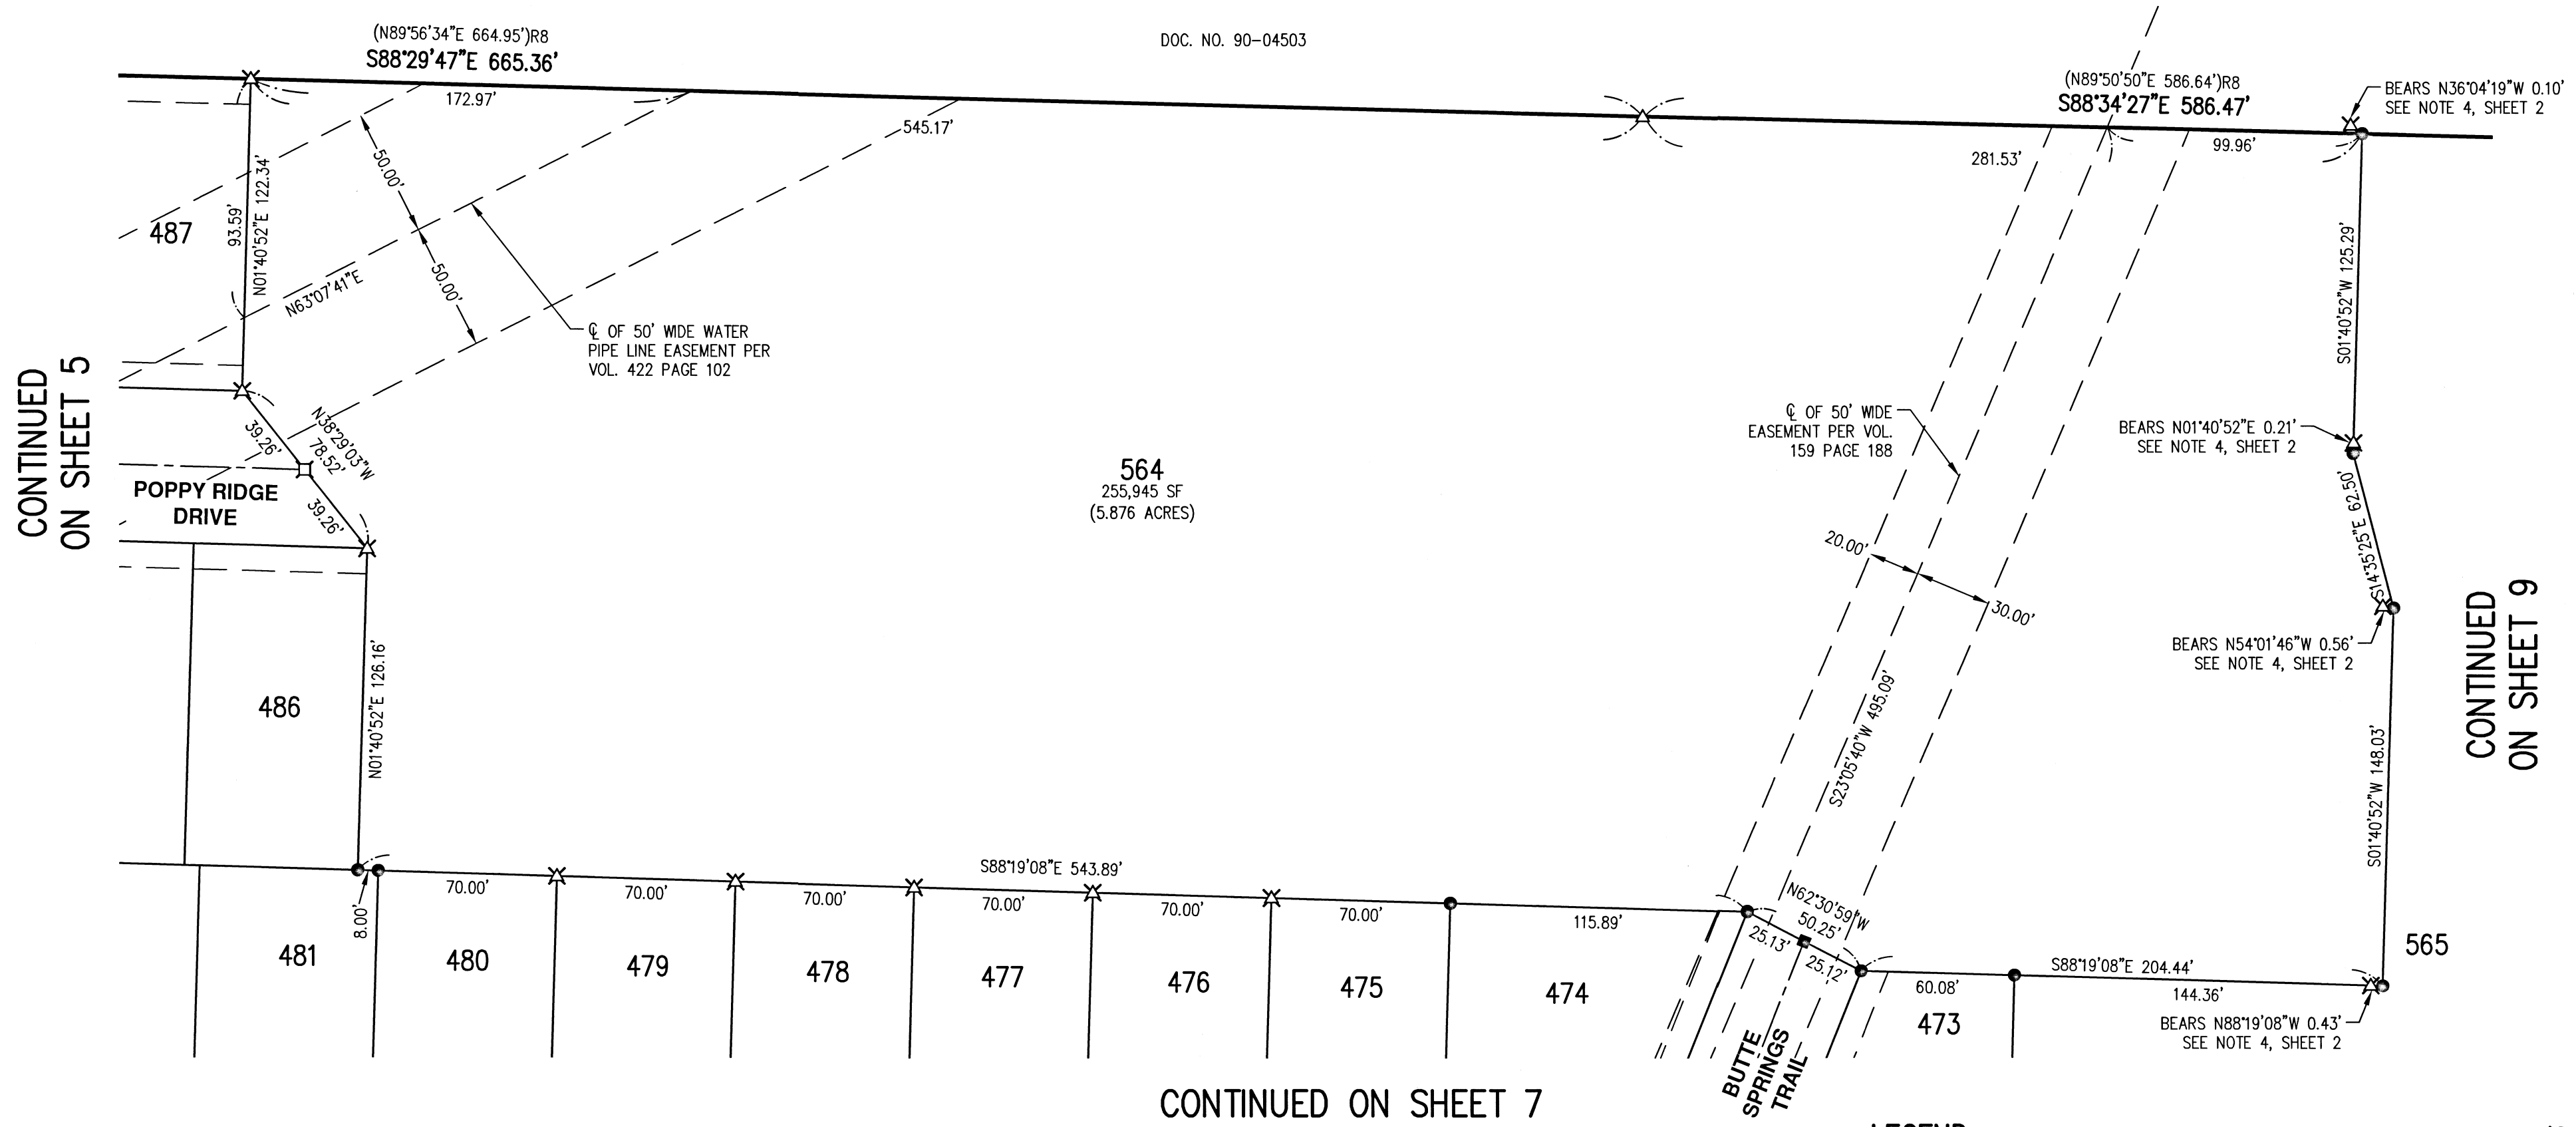 (N89°56'34"E 664.95')R8
S88°29'47"E 665.36'
172.97'
DOC. NO. 90-04503
545.17'
(N89°50'50"E 586.64')R8
S88°34'27"E 586.47'
281.53'
99.96'
BEARS N36°04'19"W 0.10'
SEE NOTE 4, SHEET 2
487
93.59'
N01°40'52"E 122.34'
50.00'
50.00'
N63°07'41"E
℄ OF 50' WIDE WATER
PIPE LINE EASEMENT PER
VOL. 422 PAGE 102
S01°40'52"W 125.29'
CONTINUED
ON SHEET 5
39.26'
N38°29'03"W
78.52'
39.26'
POPPY RIDGE
DRIVE
564
255,945 SF
(5.876 ACRES)
℄ OF 50' WIDE
EASEMENT PER VOL.
159 PAGE 188
20.00'
30.00'
BEARS N01°40'52"E 0.21'
SEE NOTE 4, SHEET 2
S14°35'25"E 62.50'
BEARS N54°01'46"W 0.56'
SEE NOTE 4, SHEET 2
CONTINUED
ON SHEET 9
486
N01°40'52"E 126.16'
S23°05'40"W 495.09'
S01°40'52"W 148.03'
S88°19'08"E 543.89'
8.00'
70.00'
70.00'
70.00'
70.00'
70.00'
70.00'
115.89'
N62°30'59"W
50.25'
25.13'
25.12'
S88°19'08"E 204.44'
60.08'
144.36'
565
481
480
479
478
477
476
475
474
473
BEARS N88°19'08"W 0.43'
SEE NOTE 4, SHEET 2
BUTTE
SPRINGS
TRAIL
CONTINUED ON SHEET 7
LEGEND